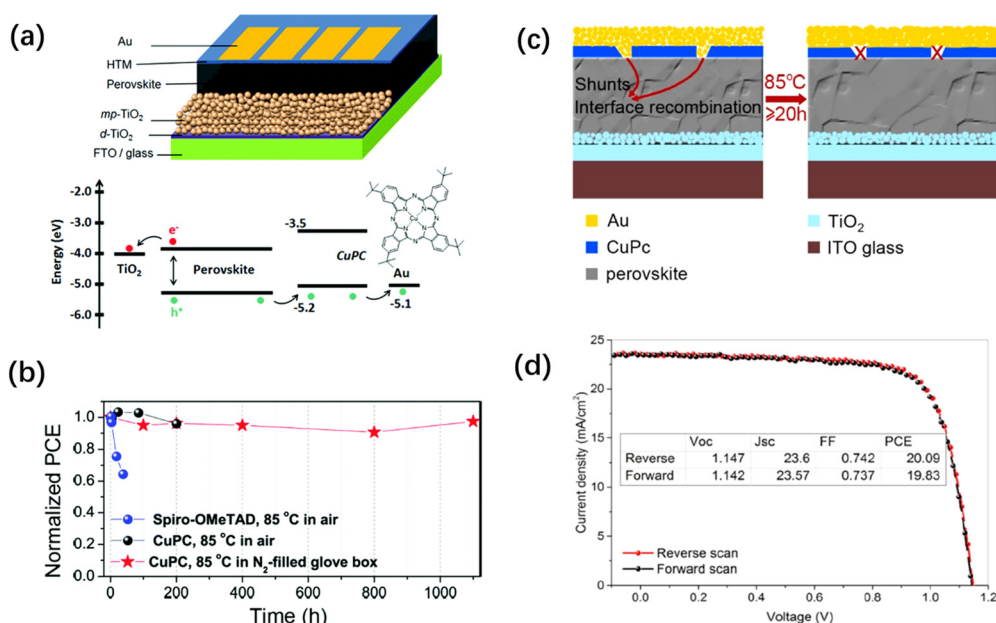 (a)
Au
HTM
Perovskite
mp-TiO₂
d-TiO₂
FTO / glass
Energy (eV)
-2.0
-3.0
-4.0
-5.0
-6.0
e⁻
TiO₂
Perovskite
h⁺
-3.5
CuPC
Au
-5.2
-5.1
N
N
N
N
Cu
N
N
N
N
(b)
Normalized PCE
1.0
0.8
0.6
0.4
0.2
1.0
0
200
400
600
800
1000
Time (h)
Spiro-OMeTAD, 85 °C in air
CuPC, 85 °C in air
CuPC, 85 °C in N₂-filled glove box
(c)
Shunts
Interface recombination
85°C
⩾20h
X X
Au
CuPc
perovskite
TiO₂
ITO glass
(d)
Current density (mA/cm²)
25
20
15
10
5
0
Voc Jsc FF PCE
Reverse 1.147 23.6 0.742 20.09
Forward 1.142 23.57 0.737 19.83
Reverse scan
Forward scan
0.0 0.2 0.4 0.6 0.8 1.0 1.2
Voltage (V)